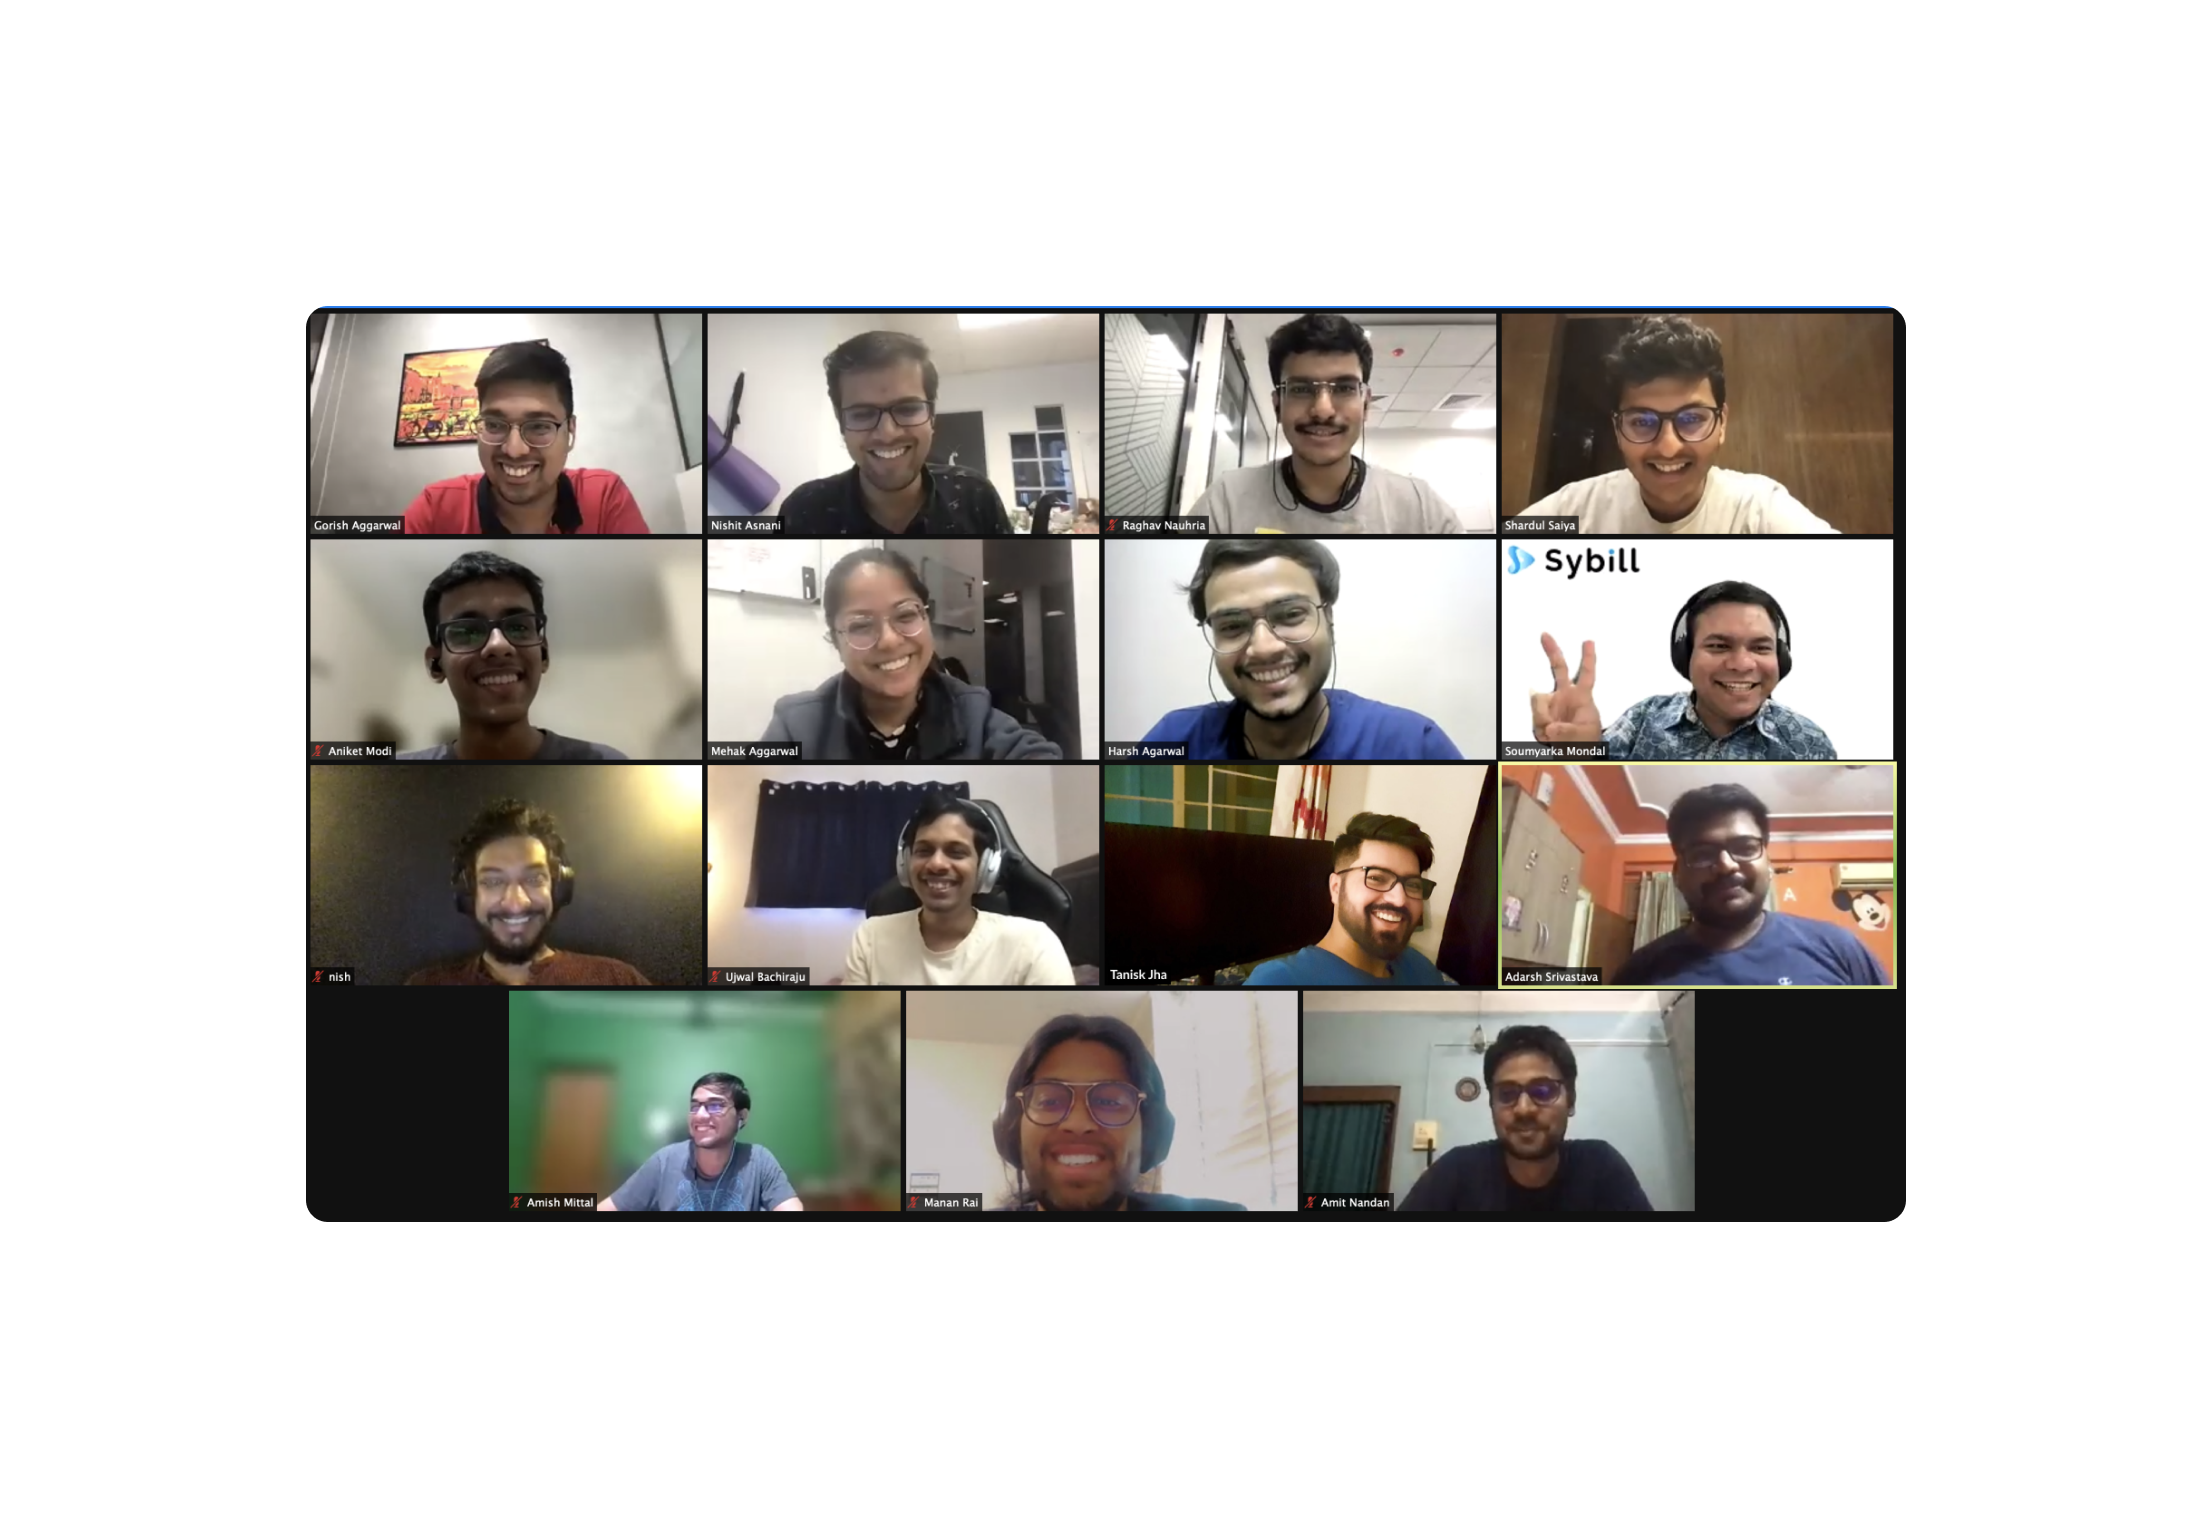 Gorish Aggarwal
Nishit Asnani
Raghav Nauhria
Shardul Saiya
Aniket Modi
Mehak Aggarwal
Harsh Agarwal
Sybill
Soumyarka Mondal
nish
Ujwal Bachiraju
Tanisk Jha
A
Adarsh Srivastava
Amish Mittal
Manan Rai
Amit Nandan